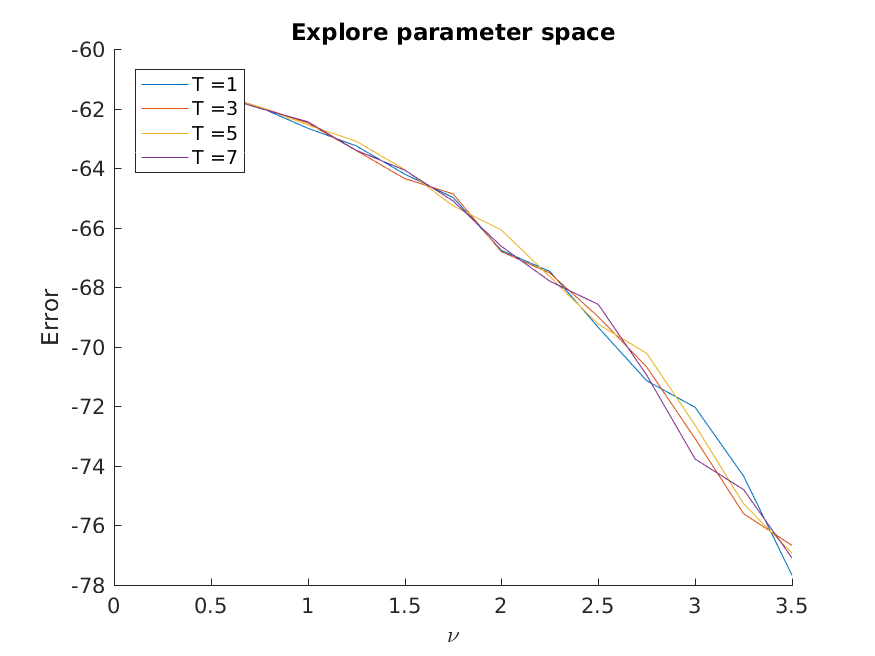 Explore parameter space
-60
-62
-64
-66
-68
-70
-72
-74
-76
-78
Error
T =1
T =3
T =5
T =7
0 0.5 1 1.5 2 2.5 3 3.5
ν